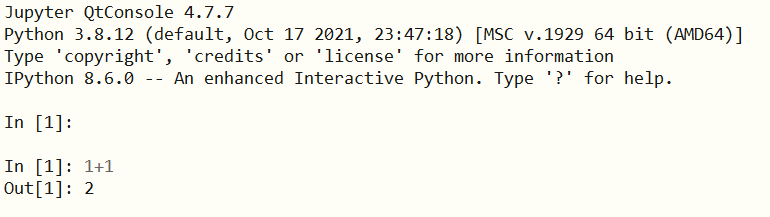 Jupyter QtConsole 4.7.7
Python 3.8.12 (default, Oct 17 2021, 23:47:18) [MSC v.1929 64 bit (AMD64)]
Type 'copyright', 'credits' or 'license' for more information
IPython 8.6.0 -- An enhanced Interactive Python. Type '?' for help.
In [1]:
In [1]: 1+1
Out[1]: 2